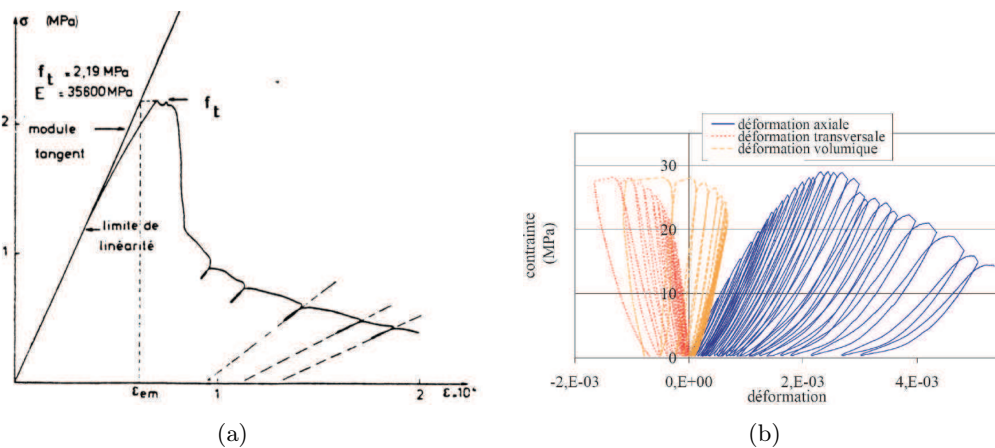 σ (MPa)
f_t = 2,19 MPa
E = 35600 MPa
f_t
2
module
tangent
limite de
linéarité
1
ε_em
1
2
ε.10⁴
(a)
déformation axiale
déformation transversale
déformation volumique
contrainte
(MPa)
30
20
10
0
-2,E-03
0,E+00
2,E-03
4,E-03
déformation
(b)